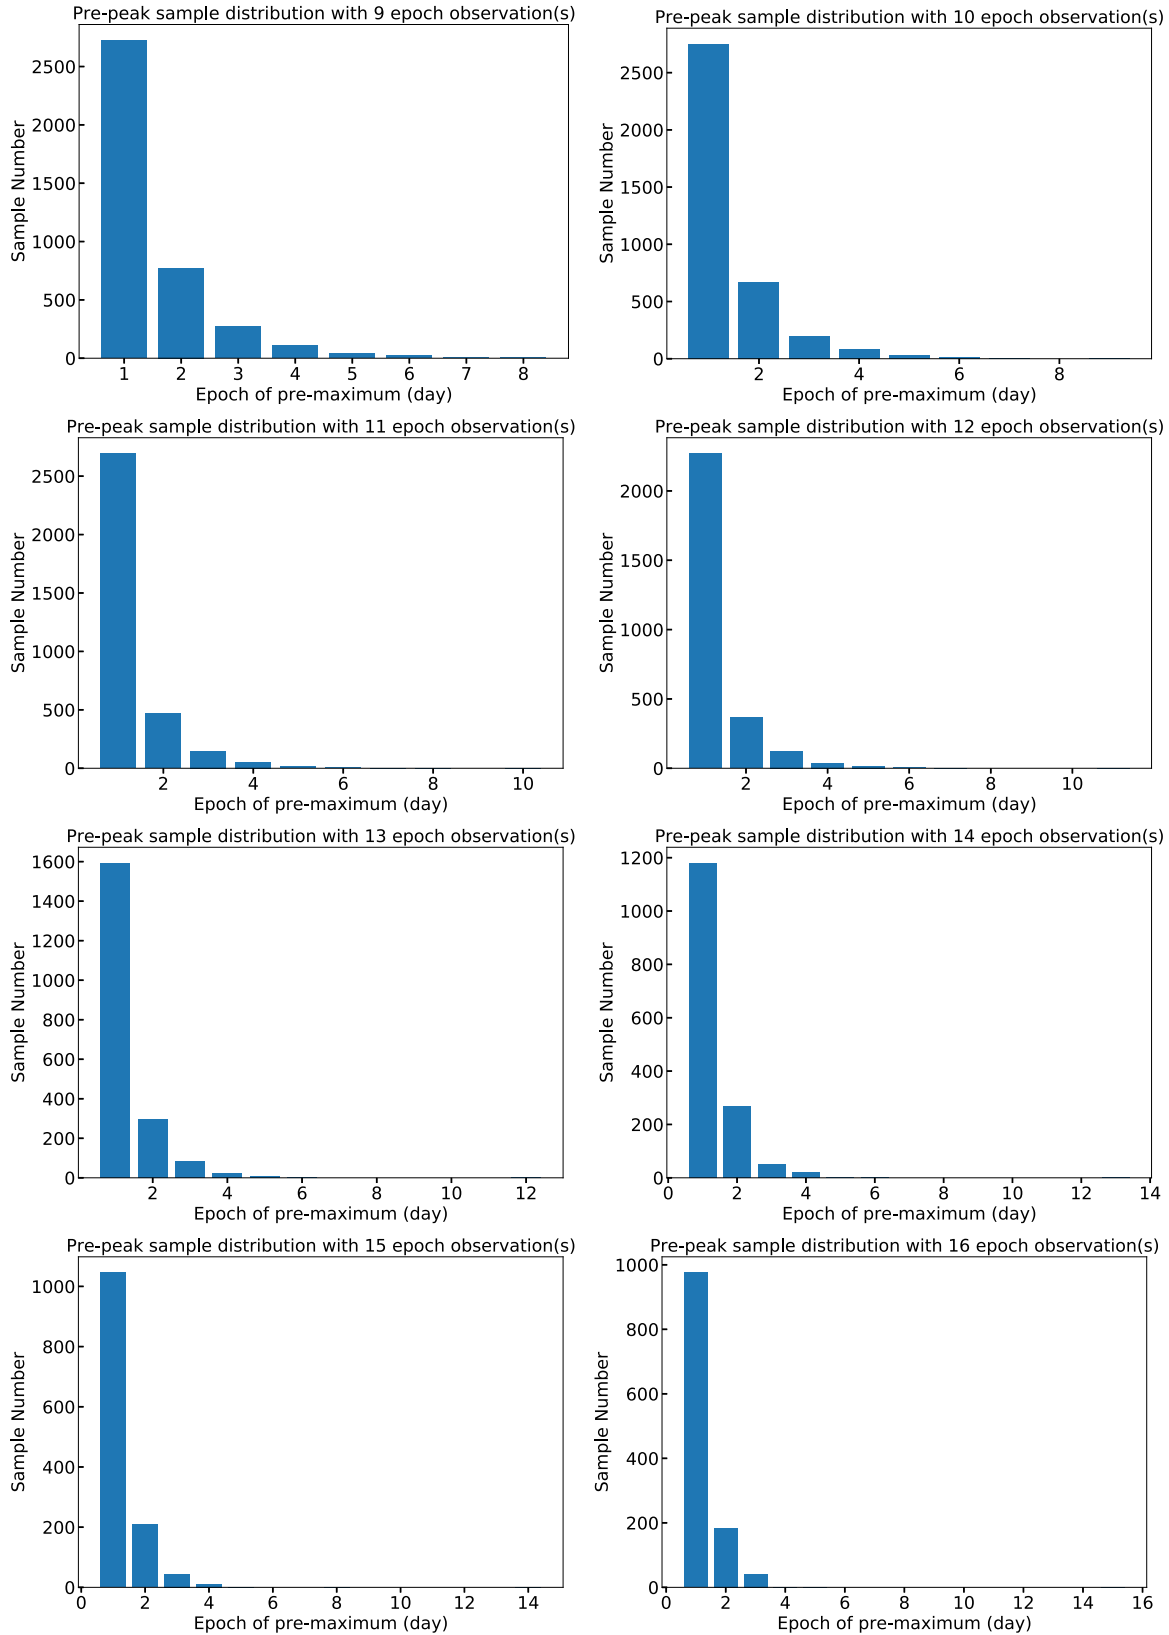 Pre-peak sample distribution with 9 epoch observation(s)
Sample Number
2500
2000
1500
1000
500
0
1 2 3 4 5 6 7 8
Epoch of pre-maximum (day)
Pre-peak sample distribution with 10 epoch observation(s)
Sample Number
2500
2000
1500
1000
500
0
2 4 6 8
Epoch of pre-maximum (day)
Pre-peak sample distribution with 11 epoch observation(s)
Sample Number
2500
2000
1500
1000
500
0
2 4 6 8 10
Epoch of pre-maximum (day)
Pre-peak sample distribution with 12 epoch observation(s)
Sample Number
2000
1500
1000
500
0
2 4 6 8 10
Epoch of pre-maximum (day)
Pre-peak sample distribution with 13 epoch observation(s)
Sample Number
1600
1400
1200
1000
800
600
400
200
0
2 4 6 8 10 12
Epoch of pre-maximum (day)
Pre-peak sample distribution with 14 epoch observation(s)
Sample Number
1200
1000
800
600
400
200
0
0 2 4 6 8 10 12 14
Epoch of pre-maximum (day)
Pre-peak sample distribution with 15 epoch observation(s)
Sample Number
1000
800
600
400
200
0
0 2 4 6 8 10 12 14
Epoch of pre-maximum (day)
Pre-peak sample distribution with 16 epoch observation(s)
Sample Number
1000
800
600
400
200
0
0 2 4 6 8 10 12 14 16
Epoch of pre-maximum (day)